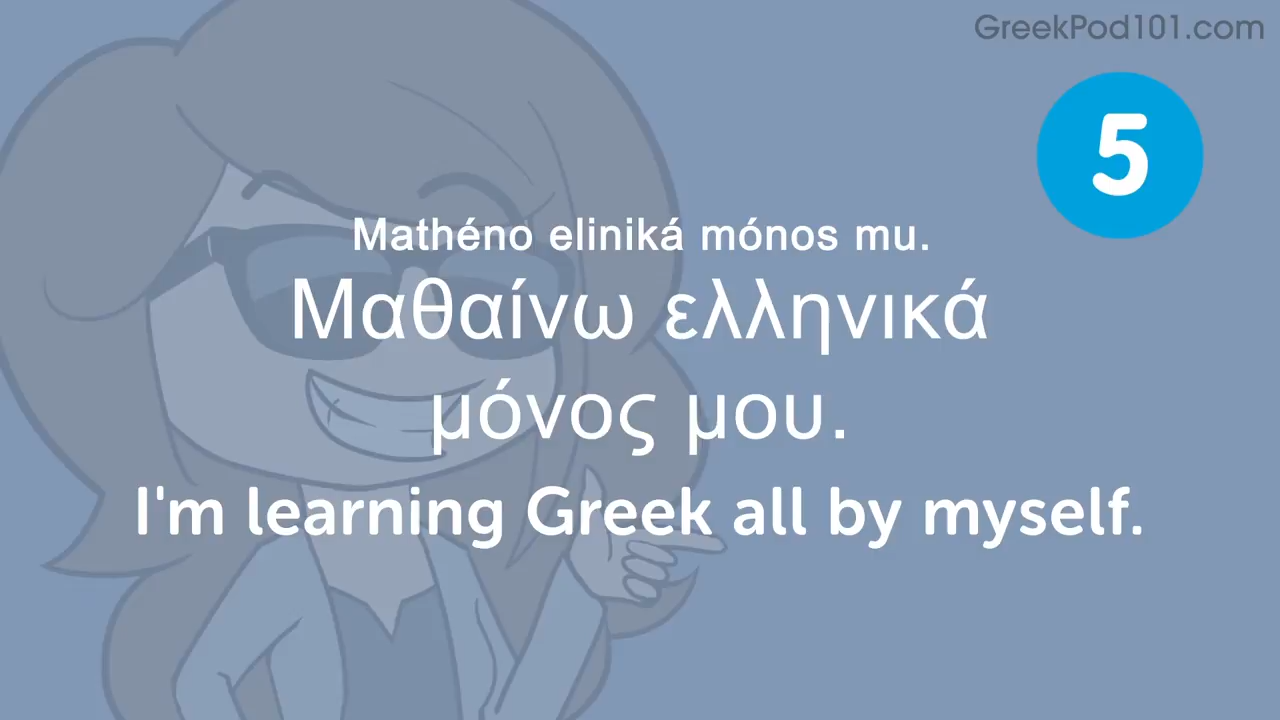 GreekPod101.com
5
Mathéno eliniká mónos mu.
Μαθαίνω ελληνικά
μόνος μου.
I'm learning Greek all by myself.